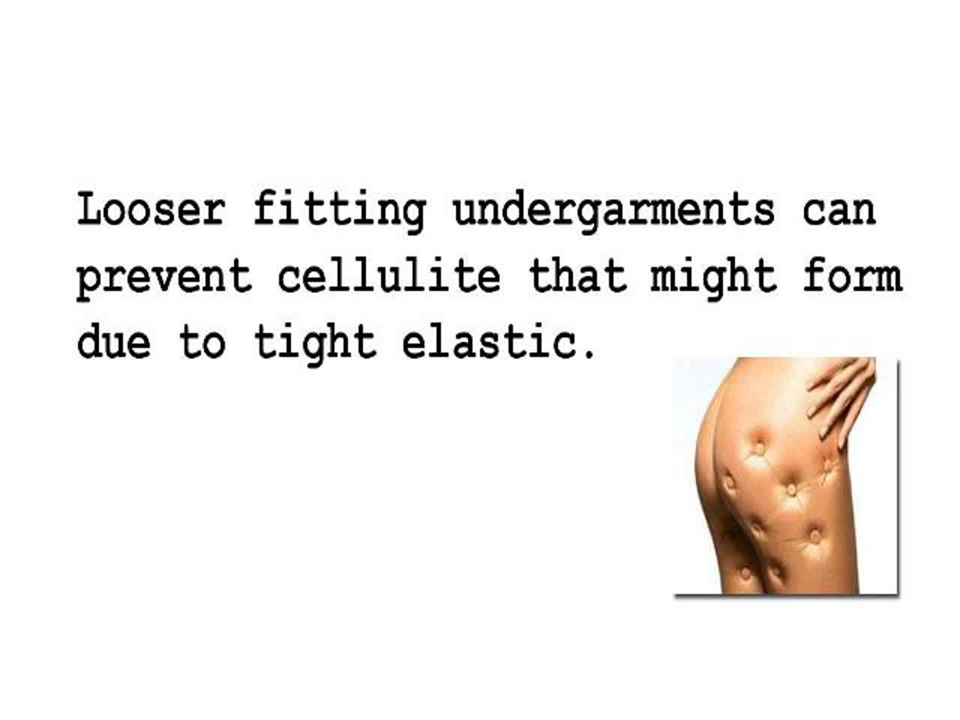 Looser fitting undergarments can
prevent cellulite that might form
due to tight elastic.